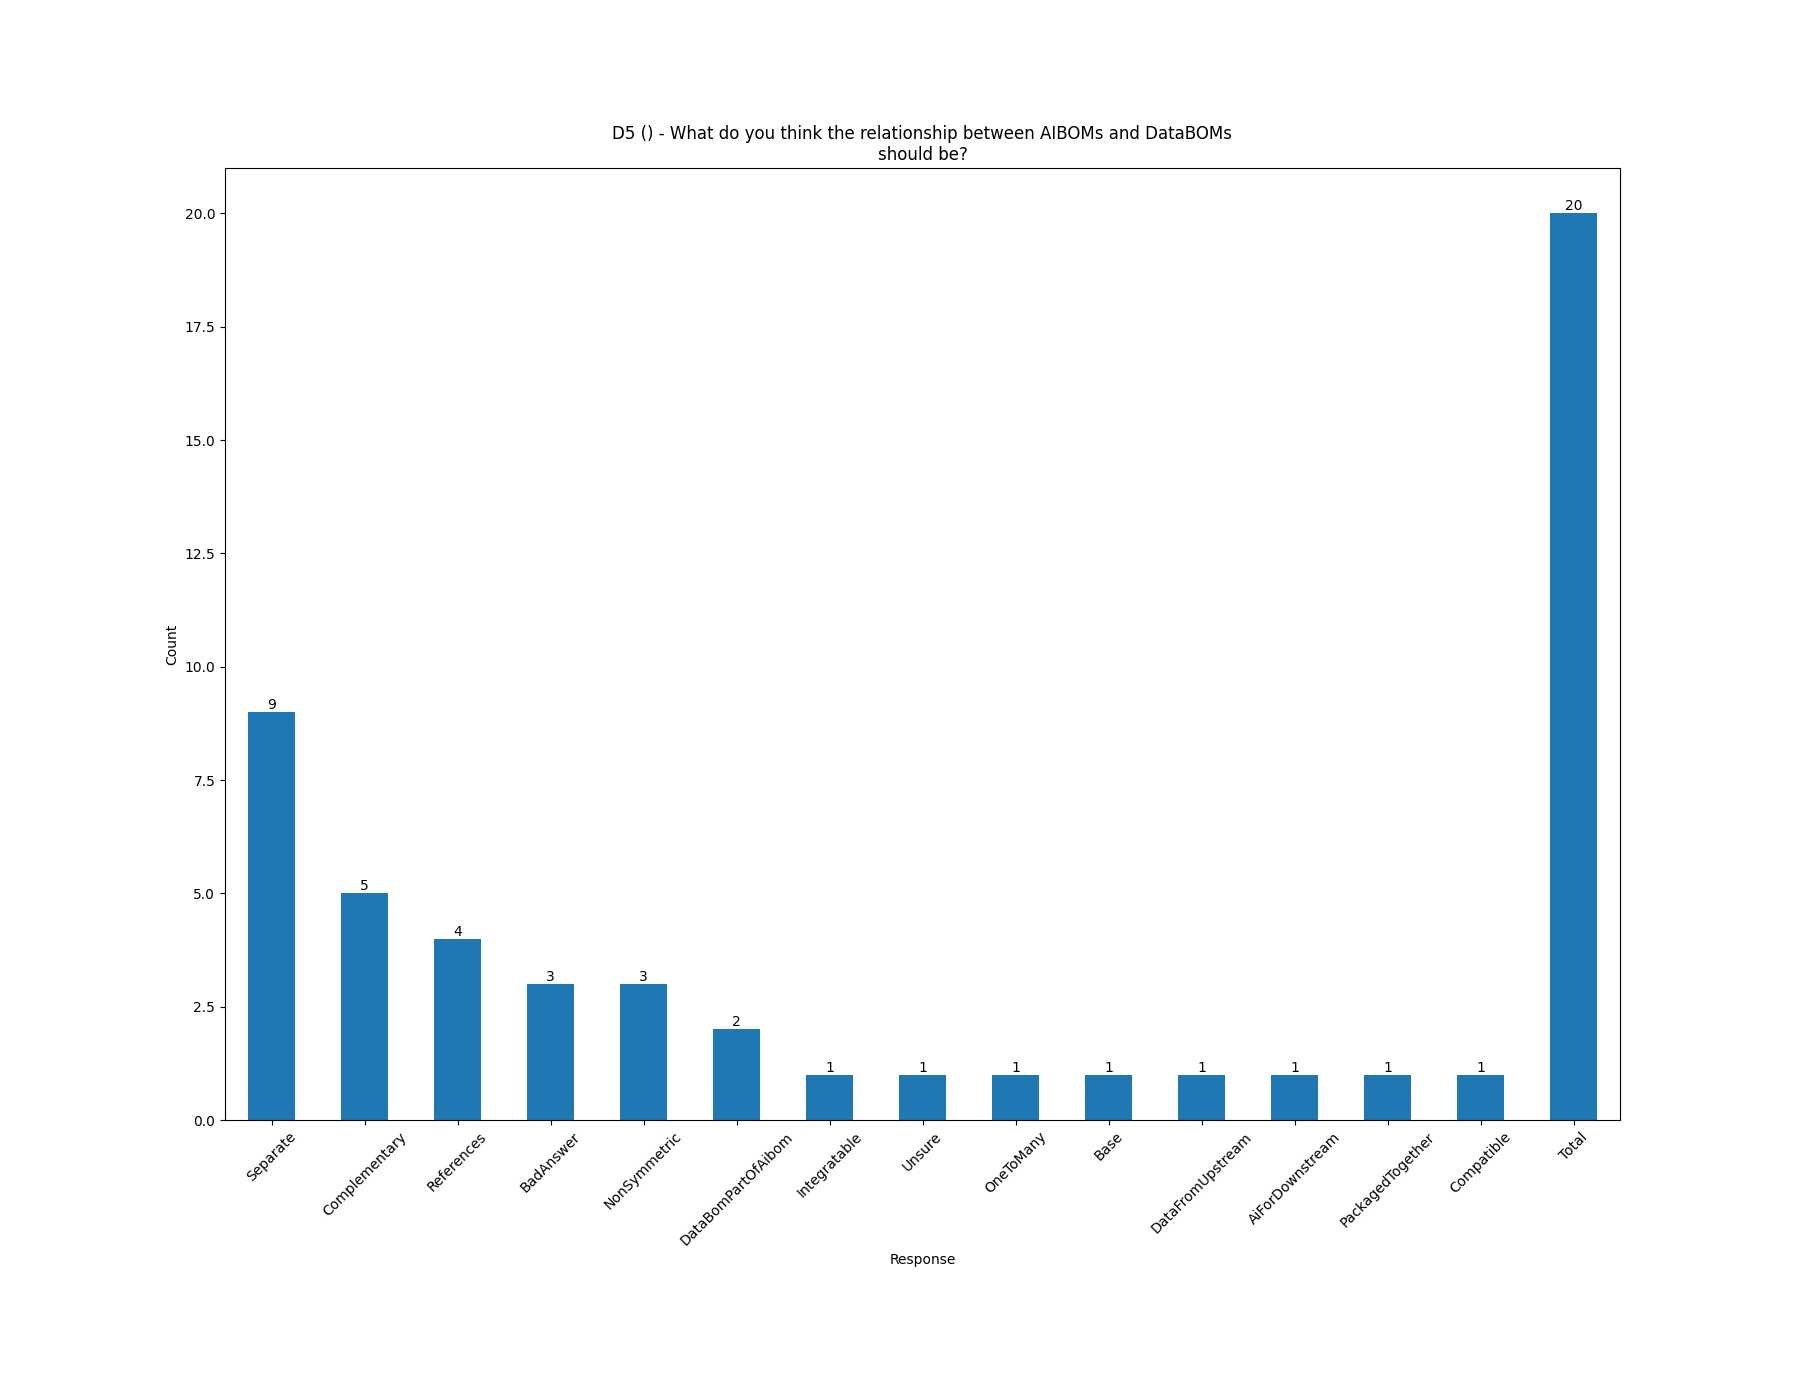 D5 () - What do you think the relationship between AIBOMs and DataBOMs
should be?
Count
20.0
17.5
15.0
12.5
10.0
7.5
5.0
2.5
0.0
9
5
4
3
3
2
1
1
1
1
1
1
1
1
20
Separate
Complementary
References
BadAnswer
NonSymmetric
DataBomPartOfAibom
Integratable
Unsure
OneToMany
Base
DataFromUpstream
AiForDownstream
PackagedTogether
Compatible
Total
Response